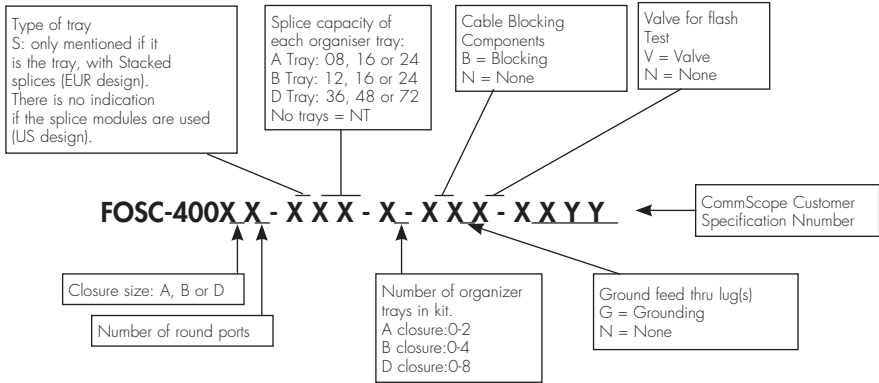 Type of tray
S: only mentioned if it
is the tray, with Stacked
splices (EUR design).
There is no indication
if the splice modules are used
(US design).
Splice capacity of
each organiser tray:
A Tray: 08, 16 or 24
B Tray: 12, 16 or 24
D Tray: 36, 48 or 72
No trays = NT
Cable Blocking
Components
B = Blocking
N = None
Valve for flash
Test
V = Valve
N = None
FOSC-400XX-XXX-X-XXX-XXYY
CommScope Customer
Specification Nnumber
Closure size: A, B or D
Number of round ports
Number of organizer
trays in kit.
A closure:0-2
B closure:0-4
D closure:0-8
Ground feed thru lug(s)
G = Grounding
N = None